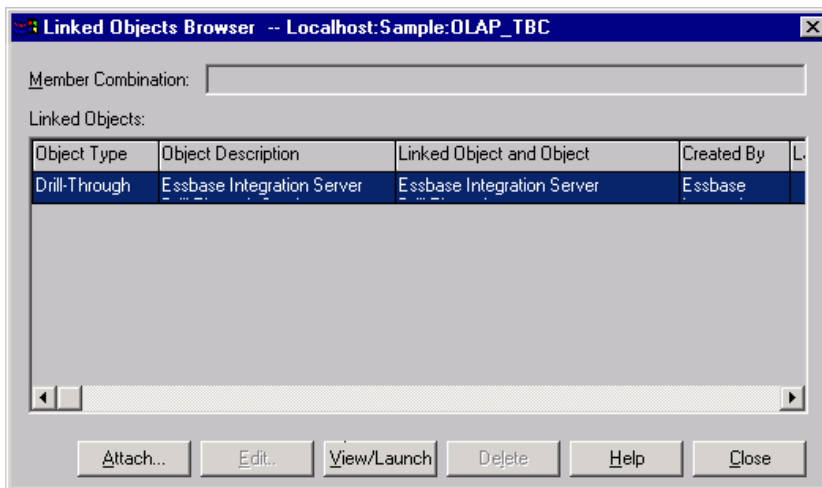 Linked Objects Browser -- Localhost:Sample:OLAP_TBC
Member Combination:
Linked Objects:
Object Type Object Description Linked Object and Object Created By
Drill-Through Essbase Integration Server Essbase Integration Server Essbase
Attach... Edit.. View/Launch Delete Help Close